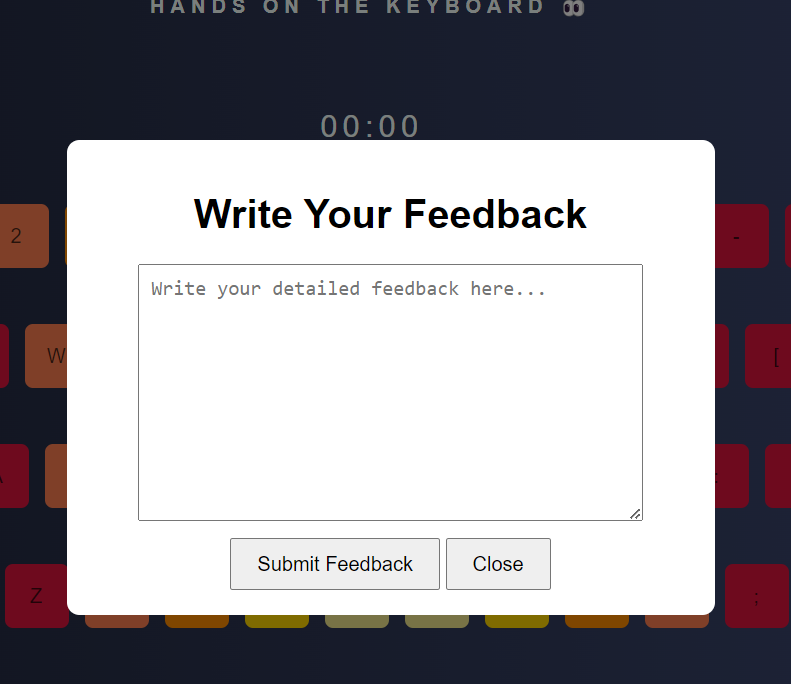 HANDS ON THE KEYBOARD 👀
00:00
Write Your Feedback
2
-
Write your detailed feedback here...
W
[
Submit Feedback
Close
Z
;